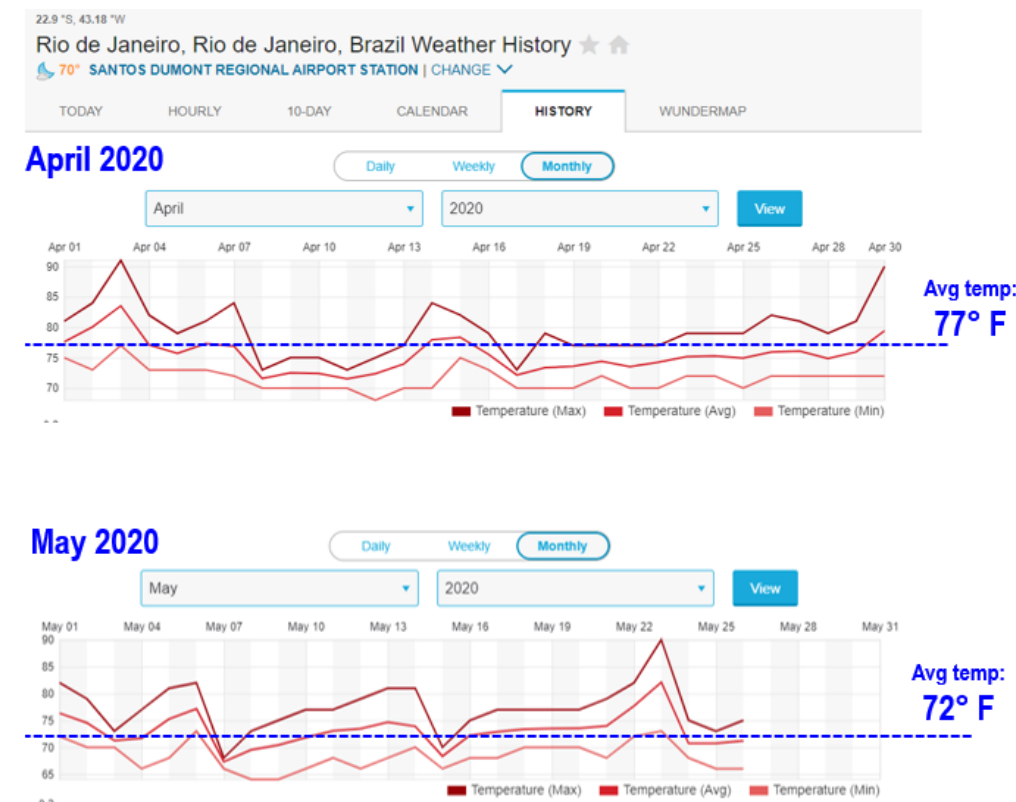 22.9 °S, 43.18 °W
Rio de Janeiro, Rio de Janeiro, Brazil Weather History
70° SANTOS DUMONT REGIONAL AIRPORT STATION | CHANGE
TODAY HOURLY 10-DAY CALENDAR HISTORY WUNDERMAP
April 2020
Daily Weekly Monthly
April 2020 View
Apr 01 Apr 04 Apr 07 Apr 10 Apr 13 Apr 16 Apr 19 Apr 22 Apr 25 Apr 28 Apr 30
90
85
80
75
70
Avg temp:
77° F
Temperature (Max) Temperature (Avg) Temperature (Min)
May 2020
Daily Weekly Monthly
May 2020 View
May 01 May 04 May 07 May 10 May 13 May 16 May 19 May 22 May 25 May 28 May 31
90
85
80
75
70
65
Avg temp:
72° F
Temperature (Max) Temperature (Avg) Temperature (Min)